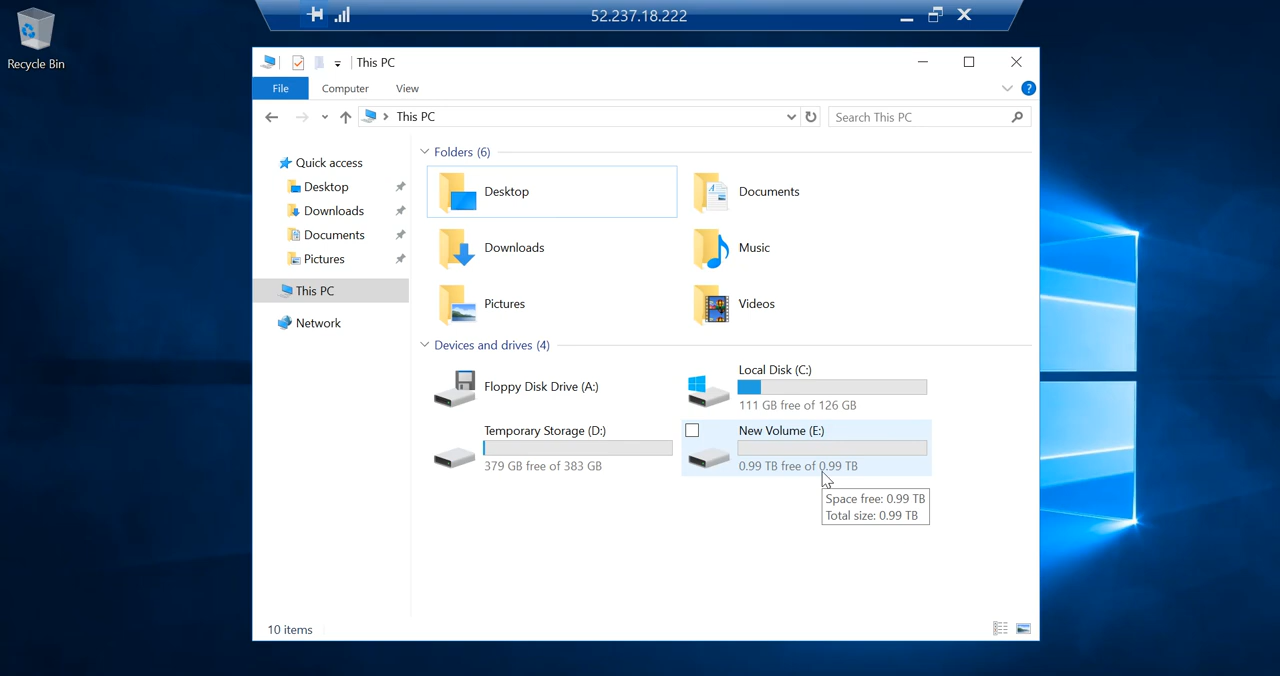 52.237.18.222
Recycle Bin
This PC
File Computer View
This PC
Search This PC
Quick access
Desktop
Downloads
Documents
Pictures
This PC
Network
Folders (6)
Desktop
Documents
Downloads
Music
Pictures
Videos
Devices and drives (4)
Floppy Disk Drive (A:)
Local Disk (C:)
111 GB free of 126 GB
Temporary Storage (D:)
379 GB free of 383 GB
New Volume (E:)
0.99 TB free of 0.99 TB
Space free: 0.99 TB
Total size: 0.99 TB
10 items